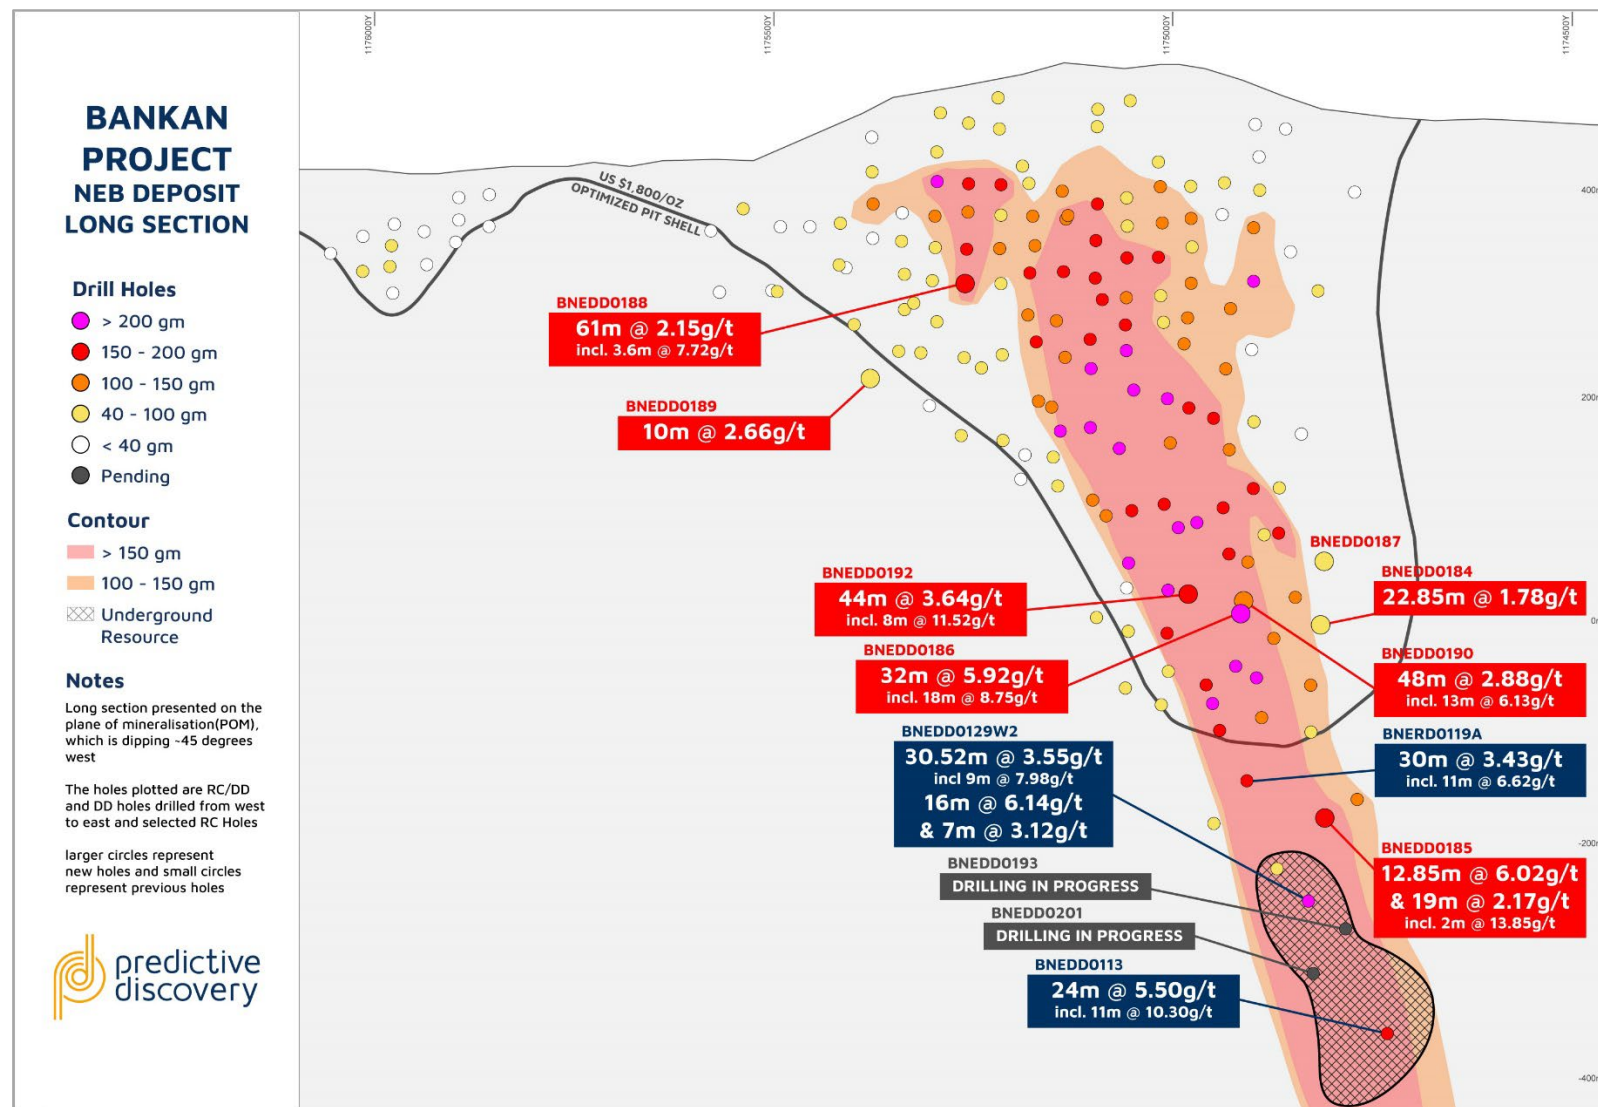 BANKAN
PROJECT
NEB DEPOSIT
LONG SECTION
Drill Holes
> 200 gm
150 - 200 gm
100 - 150 gm
40 - 100 gm
< 40 gm
Pending
Contour
> 150 gm
100 - 150 gm
Underground
Resource
Notes
Long section presented on the
plane of mineralisation(POM),
which is dipping ~45 degrees
west
The holes plotted are RC/DD
and DD holes drilled from west
to east and selected RC Holes
larger circles represent
new holes and small circles
represent previous holes
predictive
discovery
1176000Y
1175500Y
1175000Y
1174500Y
400m
200m
0m
-200m
-400m
US $1,800/OZ
OPTIMIZED PIT SHELL
BNEDD0188
61m @ 2.15g/t
incl. 3.6m @ 7.72g/t
BNEDD0189
10m @ 2.66g/t
BNEDD0187
BNEDD0184
22.85m @ 1.78g/t
BNEDD0192
44m @ 3.64g/t
incl. 8m @ 11.52g/t
BNEDD0186
32m @ 5.92g/t
incl. 18m @ 8.75g/t
BNEDD0190
48m @ 2.88g/t
incl. 13m @ 6.13g/t
BNEDD0129W2
30.52m @ 3.55g/t
incl 9m @ 7.98g/t
16m @ 6.14g/t
& 7m @ 3.12g/t
BNERD0119A
30m @ 3.43g/t
incl. 11m @ 6.62g/t
BNEDD0193
DRILLING IN PROGRESS
BNEDD0185
12.85m @ 6.02g/t
& 19m @ 2.17g/t
incl. 2m @ 13.85g/t
BNEDD0201
DRILLING IN PROGRESS
BNEDD0113
24m @ 5.50g/t
incl. 11m @ 10.30g/t